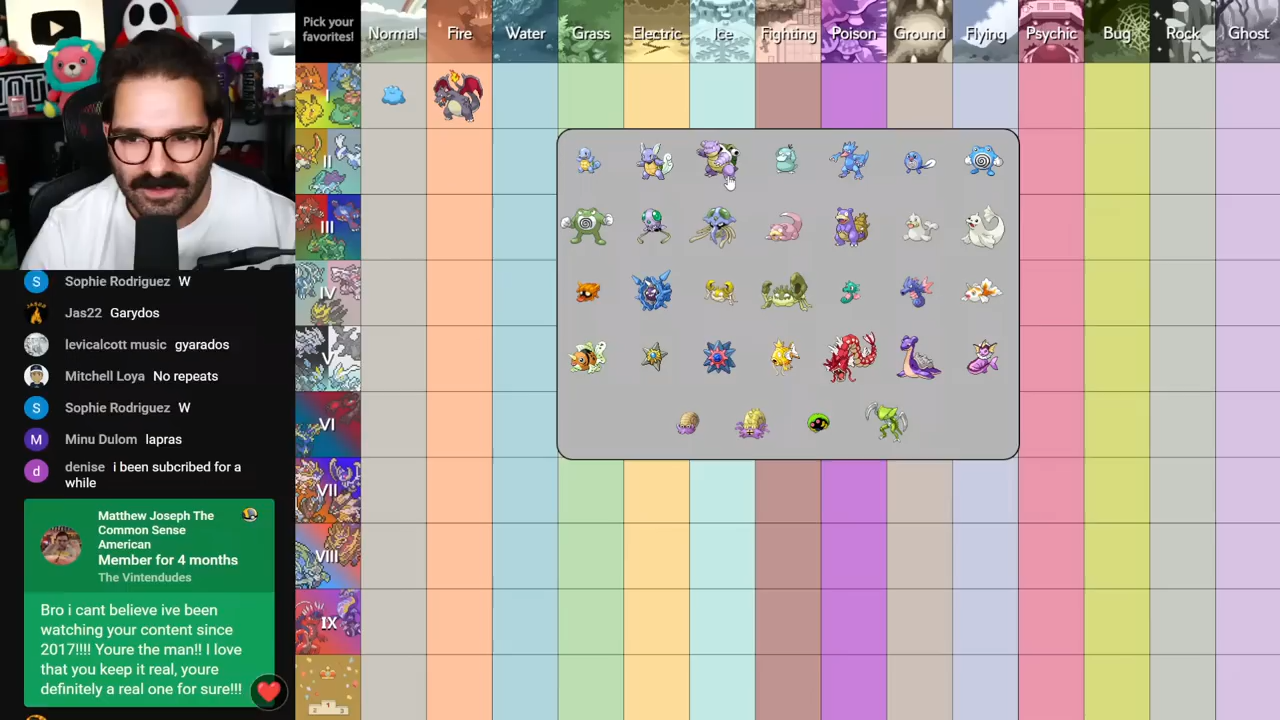 Pick your
favorites!
Normal
Fire
Water
Grass
Electric
Ice
Fighting
Poison
Ground
Flying
Psychic
Bug
Rock
Ghost
I
II
III
IV
V
VI
VII
VIII
IX
2 1 3
S Sophie Rodriguez W
Jas22 Garydos
levicalcott music gyarados
Mitchell Loya No repeats
S Sophie Rodriguez W
M Minu Dulom lapras
d denise i been subcribed for a
while
Matthew Joseph The
Common Sense
American
Member for 4 months
The Vintendudes
Bro i cant believe ive been
watching your content since
2017!!!! Youre the man!! I love
that you keep it real, youre
definitely a real one for sure!!!